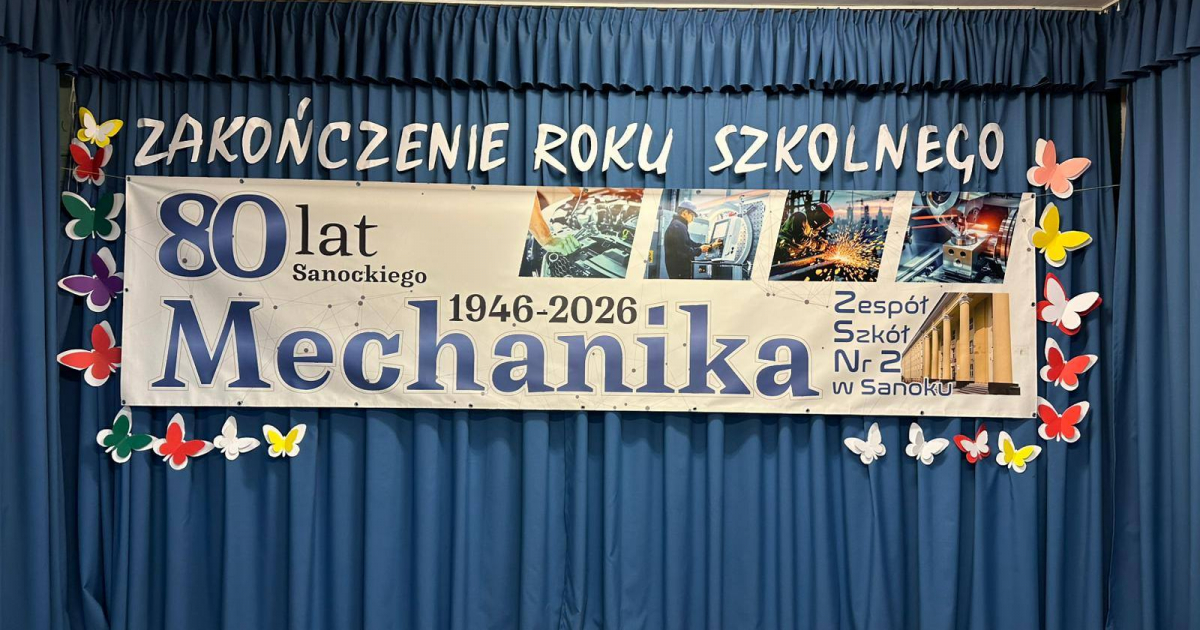 ZAKOŃCZENIE ROKU SZKOLNEGO
80 lat
Sanockiego
1946-2026
Mechanika
Zespół
Szkół
Nr 2
w Sanoku